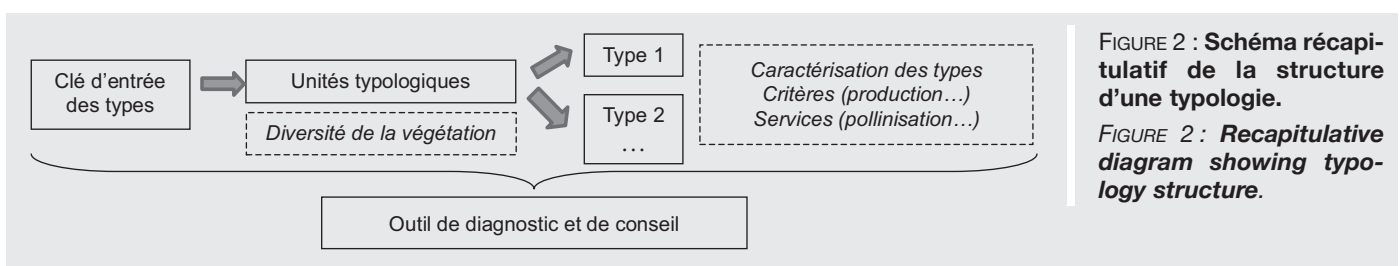 Clé d'entrée
des types
Unités typologiques
Diversité de la végétation
Type 1
Type 2
...
Caractérisation des types
Critères (production...)
Services (pollinisation...)
Outil de diagnostic et de conseil
FIGURE 2 : Schéma récapi-
tulatif de la structure
d'une typologie.
FIGURE 2 : Recapitulative
diagram showing typo-
logy structure.